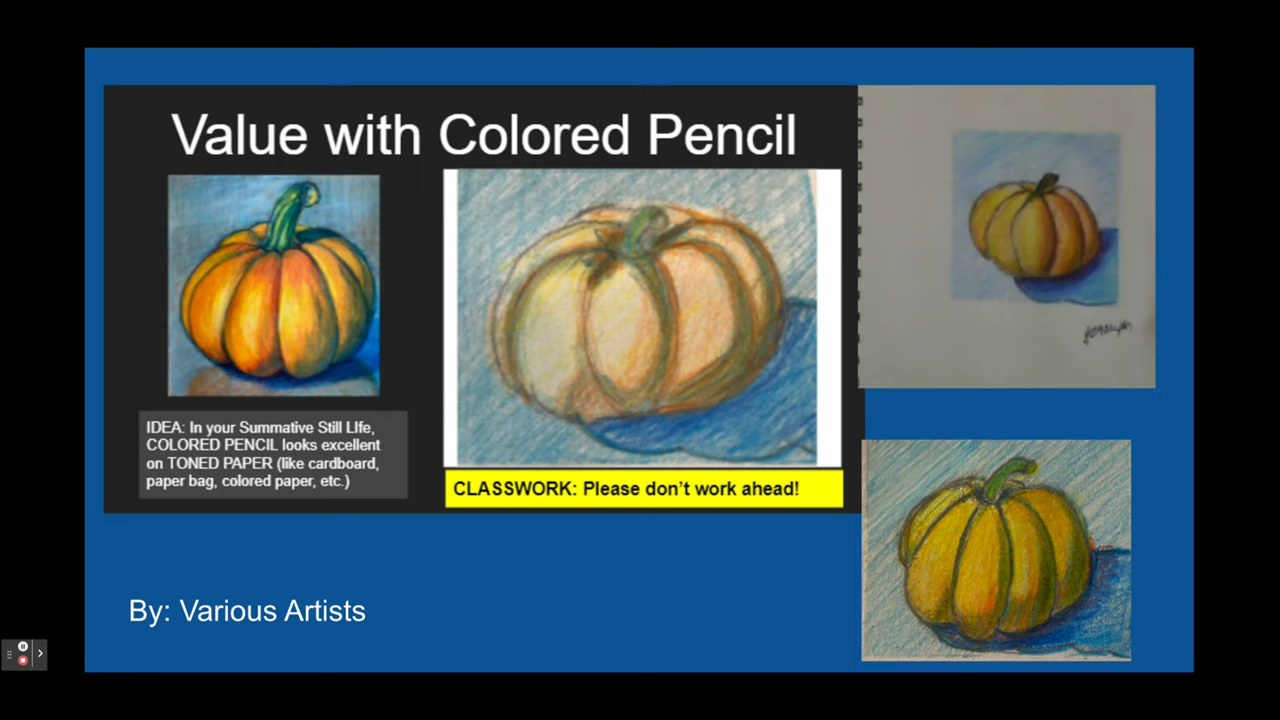 Value with Colored Pencil
IDEA: In your Summative Still LIfe,
COLORED PENCIL looks excellent
on TONED PAPER (like cardboard,
paper bag, colored paper, etc.)
CLASSWORK: Please don't work ahead!
By: Various Artists